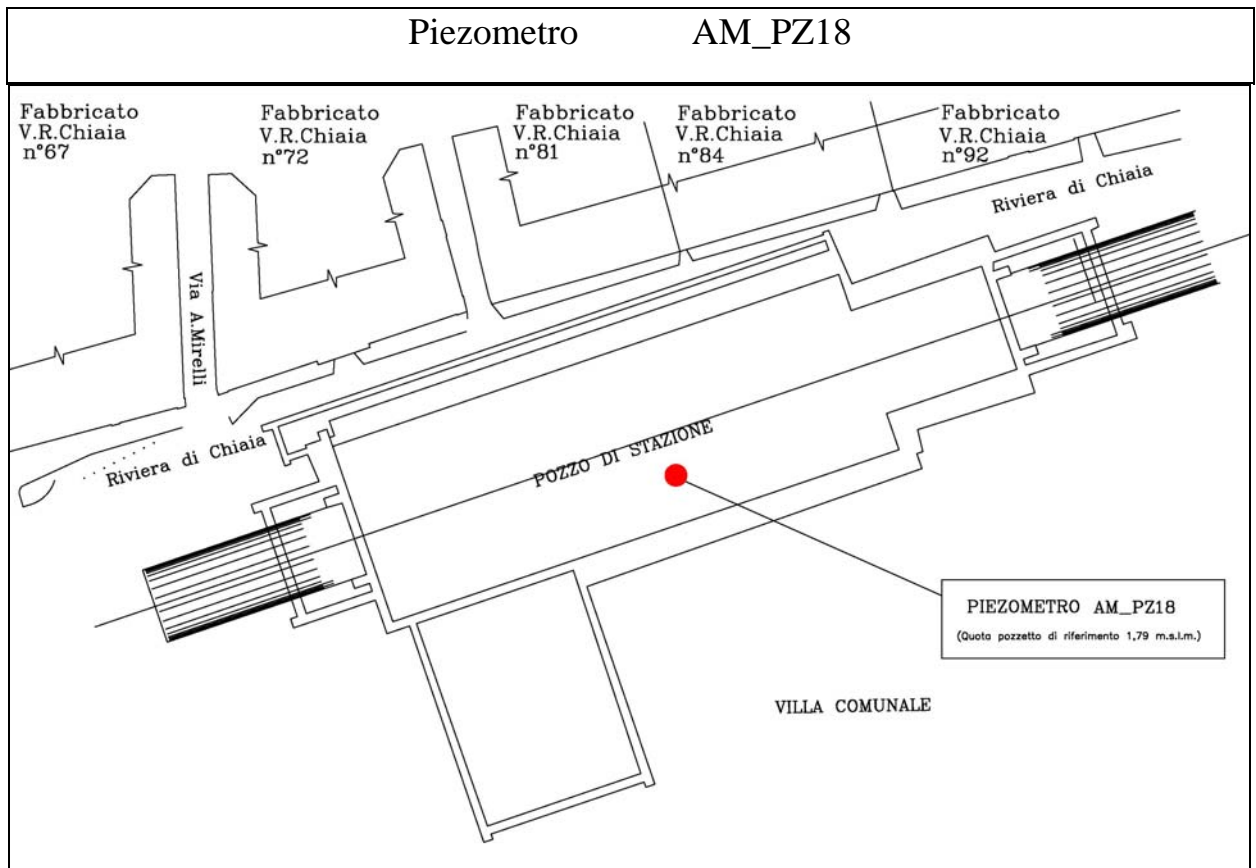 Piezometro AM_PZ18
Fabbricato
V.R.Chiaia
n°67
Fabbricato
V.R.Chiaia
n°72
Fabbricato
V.R.Chiaia
n°81
Fabbricato
V.R.Chiaia
n°84
Fabbricato
V.R.Chiaia
n°92
Riviera di Chiaia
Via A.Mirelli
Riviera di Chiaia
POZZO DI STAZIONE
PIEZOMETRO AM_PZ18
(Quota pozzetto di riferimento 1,79 m.s.l.m.)
VILLA COMUNALE